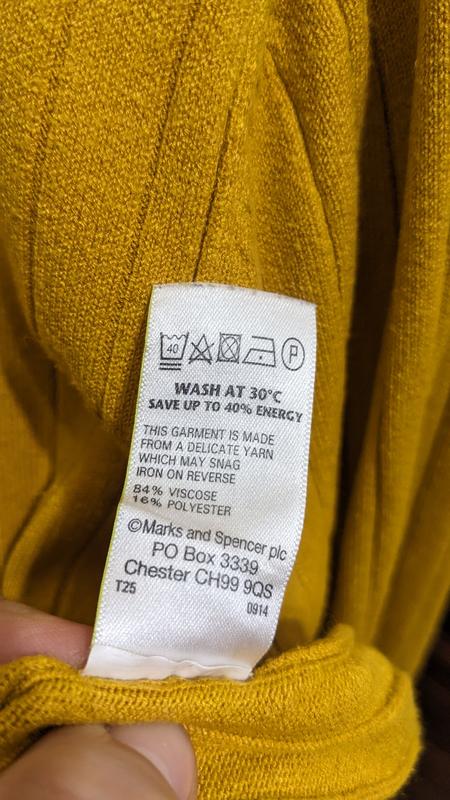 40 P
WASH AT 30°C
SAVE UP TO 40% ENERGY
THIS GARMENT IS MADE
FROM A DELICATE YARN
WHICH MAY SNAG
IRON ON REVERSE
84% VISCOSE
16% POLYESTER
©Marks and Spencer plc
PO Box 3339
Chester CH99 9QS
T25 0914